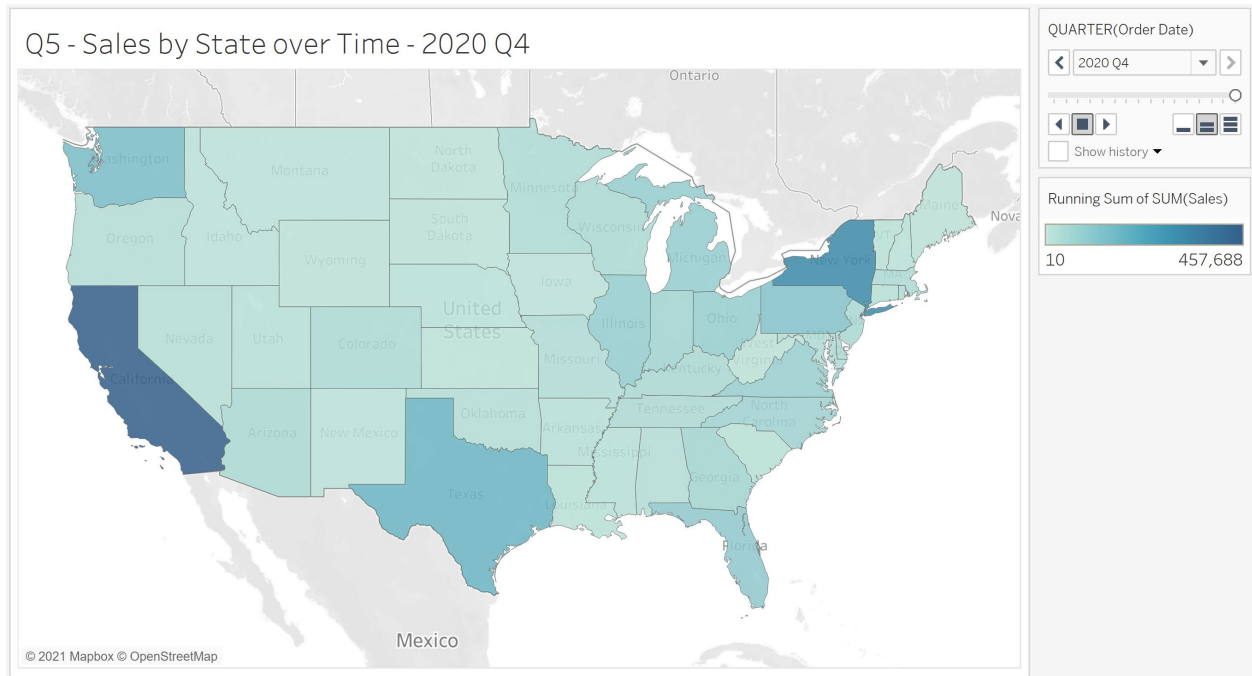 Q5 - Sales by State over Time - 2020 Q4
QUARTER(Order Date)
2020 Q4
Show history
Running Sum of SUM(Sales)
10
457,688
Ontario
Washington
Montana
North
Dakota
Minnesota
Maine
Nova
Oregon
Idaho
South
Dakota
Wisconsin
VT
Wyoming
Michigan
New York
MA
Iowa
United
States
Nevada
Utah
Colorado
Illinois
Ohio
Missouri
West
Virginia
California
Kentucky
Arizona
New Mexico
Oklahoma
Arkansas
Tennessee
North
Carolina
Mississippi
Georgia
Texas
Louisiana
Florida
Mexico
© 2021 Mapbox © OpenStreetMap